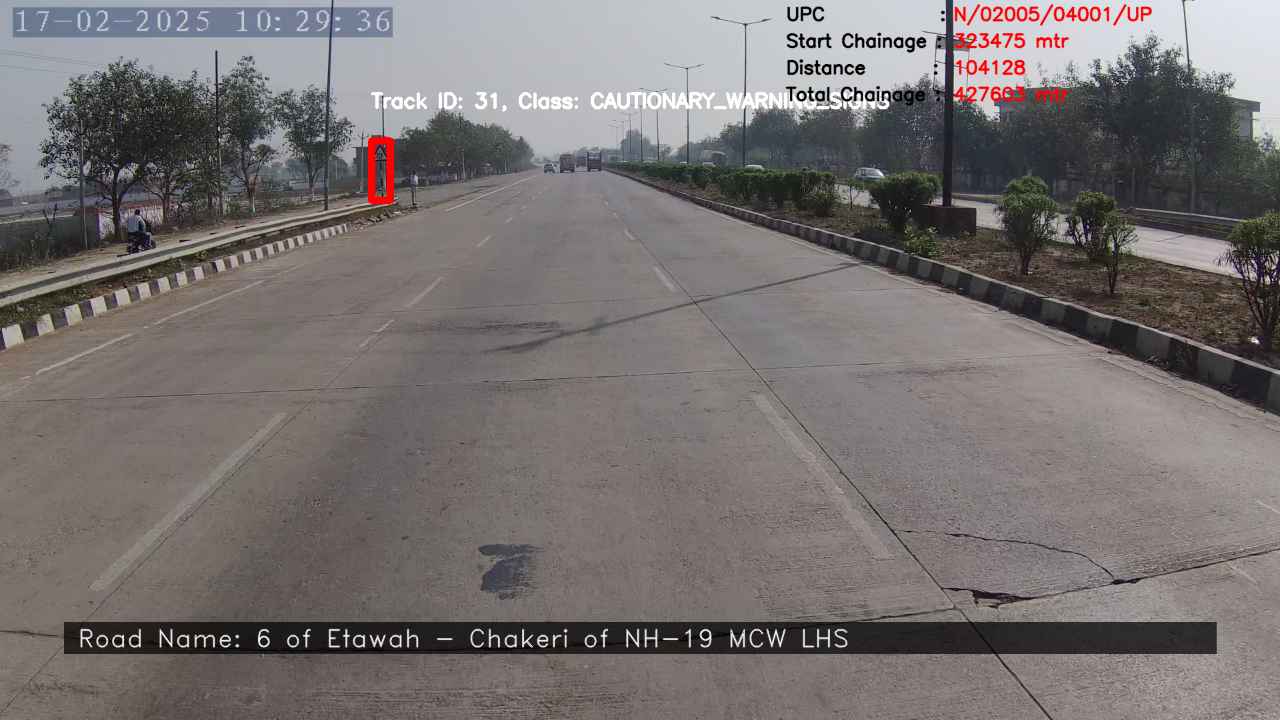 17-02-2025 10:29:36
UPC : N/02005/04001/UP
Start Chainage : 323475 mtr
Distance : 104128
Total Chainage : 427603 mtr
Track ID: 31, Class: CAUTIONARY_WARNING_SIGNS
Road Name: 6 of Etawah - Chakeri of NH-19 MCW LHS